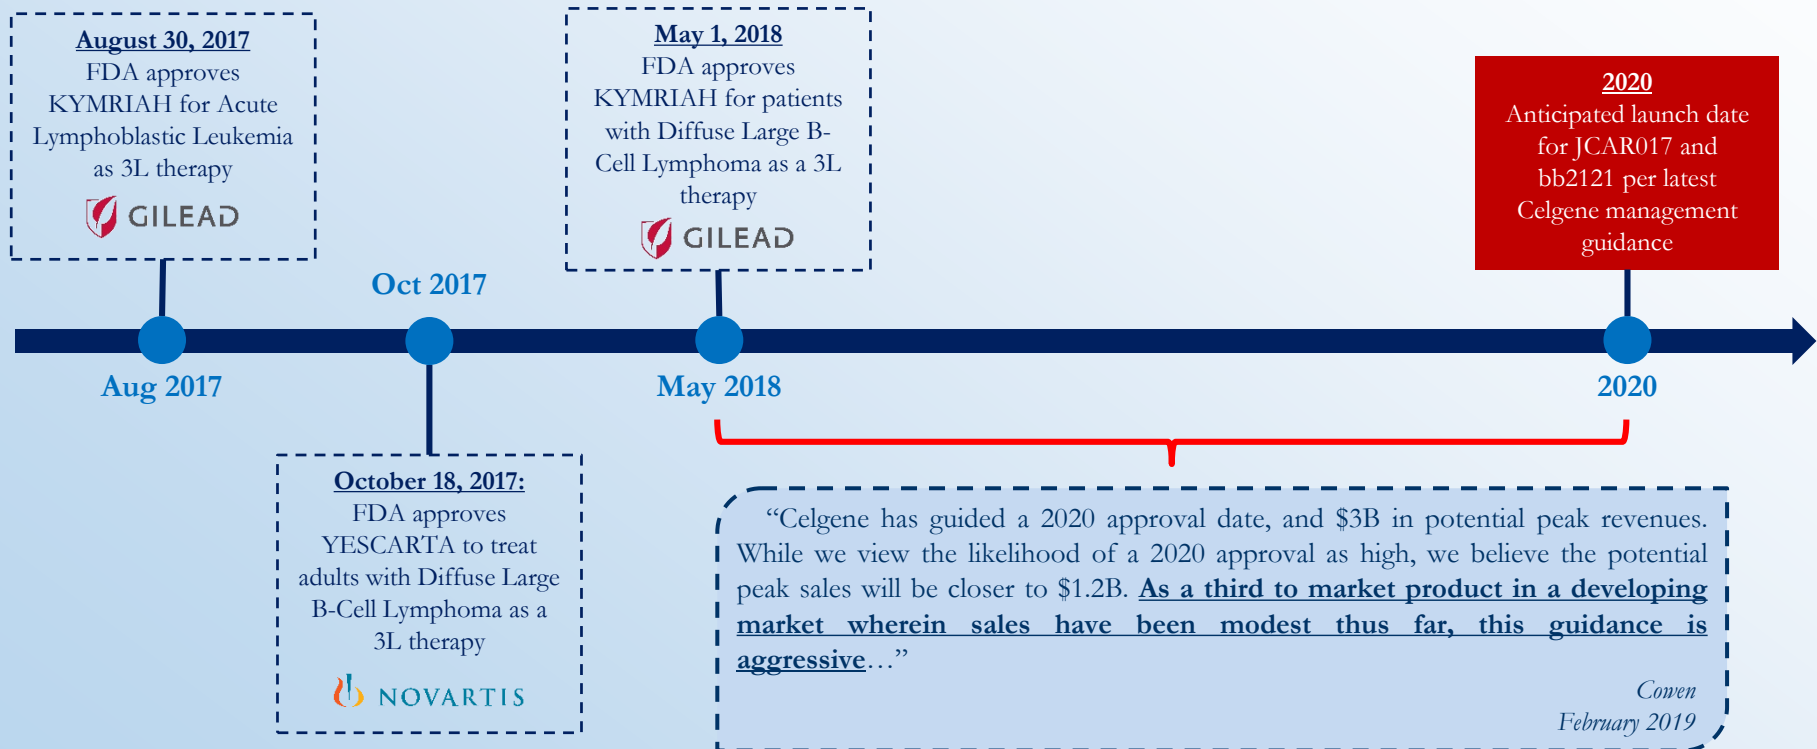 August 30, 2017
FDA approves
KYMRIAH for Acute
Lymphoblastic Leukemia
as 3L therapy
GILEAD
May 1, 2018
FDA approves
KYMRIAH for patients
with Diffuse Large B-
Cell Lymphoma as a 3L
therapy
GILEAD
2020
Anticipated launch date
for JCAR017 and
bb2121 per latest
Celgene management
guidance
Oct 2017
Aug 2017
May 2018
2020
October 18, 2017:
FDA approves
YESCARTA to treat
adults with Diffuse Large
B-Cell Lymphoma as a
3L therapy
NOVARTIS
“Celgene has guided a 2020 approval date, and $3B in potential peak revenues.
While we view the likelihood of a 2020 approval as high, we believe the potential
peak sales will be closer to $1.2B. As a third to market product in a developing
market wherein sales have been modest thus far, this guidance is
aggressive…”
Cowen
February 2019